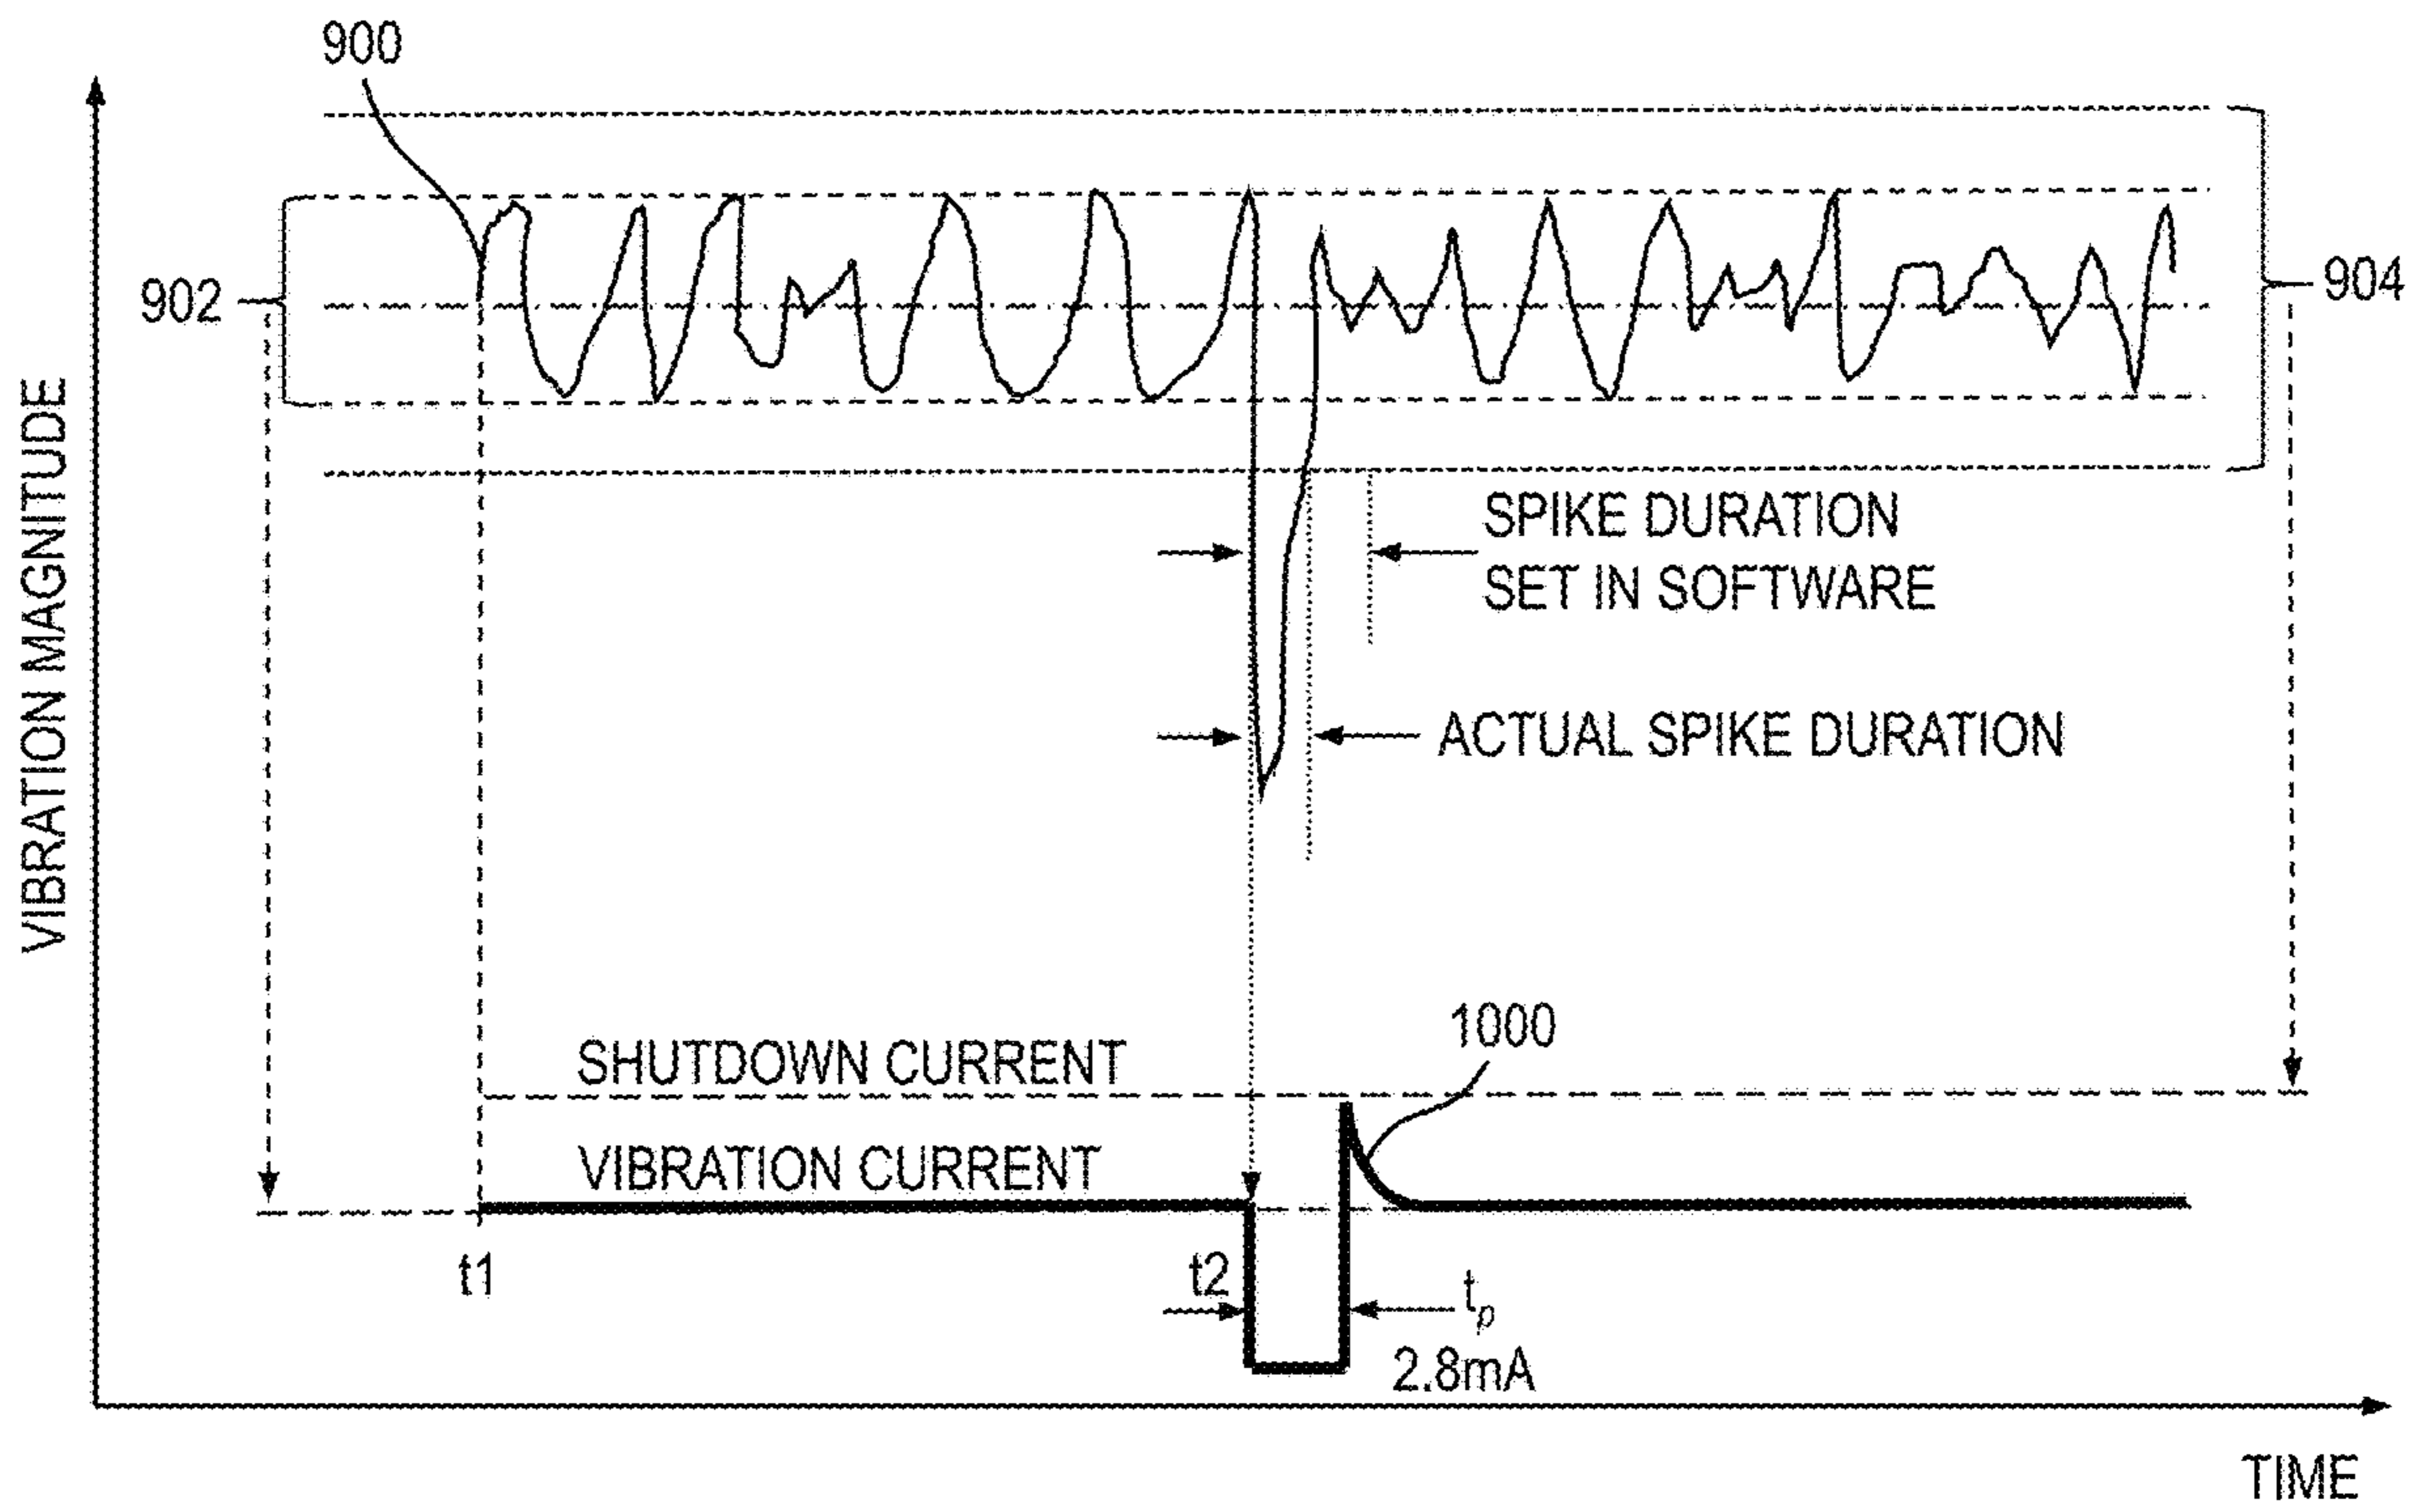 900
902
904
VIBRATION MAGNITUDE
SPIKE DURATION
SET IN SOFTWARE
ACTUAL SPIKE DURATION
1000
SHUTDOWN CURRENT
VIBRATION CURRENT
t1
t2
tp
2.8mA
TIME